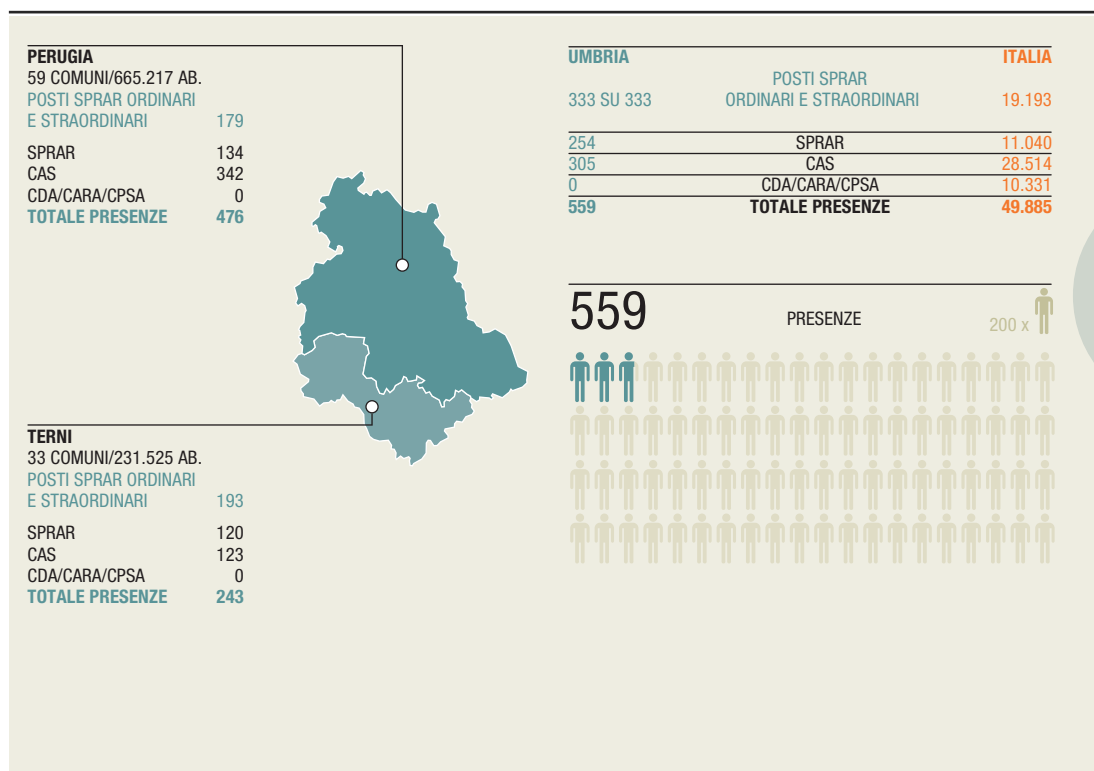 PERUGIA
59 COMUNI/665.217 AB.
POSTI SPRAR ORDINARI
E STRAORDINARI 179
SPRAR 134
CAS 342
CDA/CARA/CPSA 0
TOTALE PRESENZE 476
TERNI
33 COMUNI/231.525 AB.
POSTI SPRAR ORDINARI
E STRAORDINARI 193
SPRAR 120
CAS 123
CDA/CARA/CPSA 0
TOTALE PRESENZE 243
UMBRIA ITALIA
POSTI SPRAR
333 SU 333 ORDINARI E STRAORDINARI 19.193
254 SPRAR 11.040
305 CAS 28.514
0 CDA/CARA/CPSA 10.331
559 TOTALE PRESENZE 49.885
559 PRESENZE 200 x